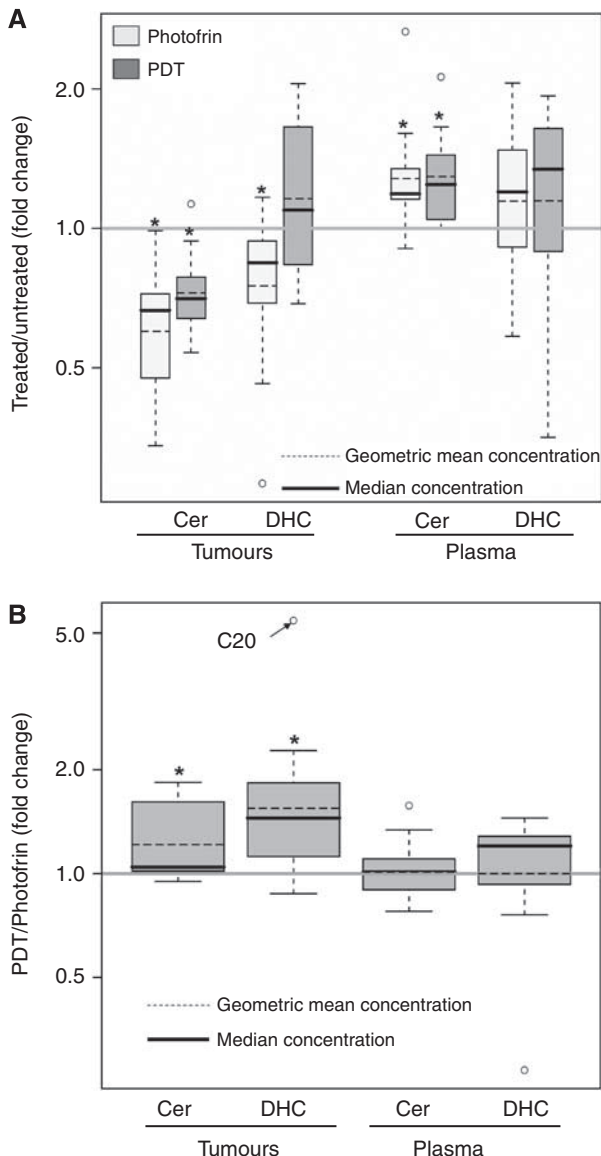 A
Photofrin
PDT
Treated/untreated (fold change)
2.0
1.0
0.5
* * * * *
Geometric mean concentration
Median concentration
Cer DHC Cer DHC
Tumours Plasma
B
PDT/Photofrin (fold change)
5.0
2.0
1.0
0.5
C20
* *
Geometric mean concentration
Median concentration
Cer DHC Cer DHC
Tumours Plasma